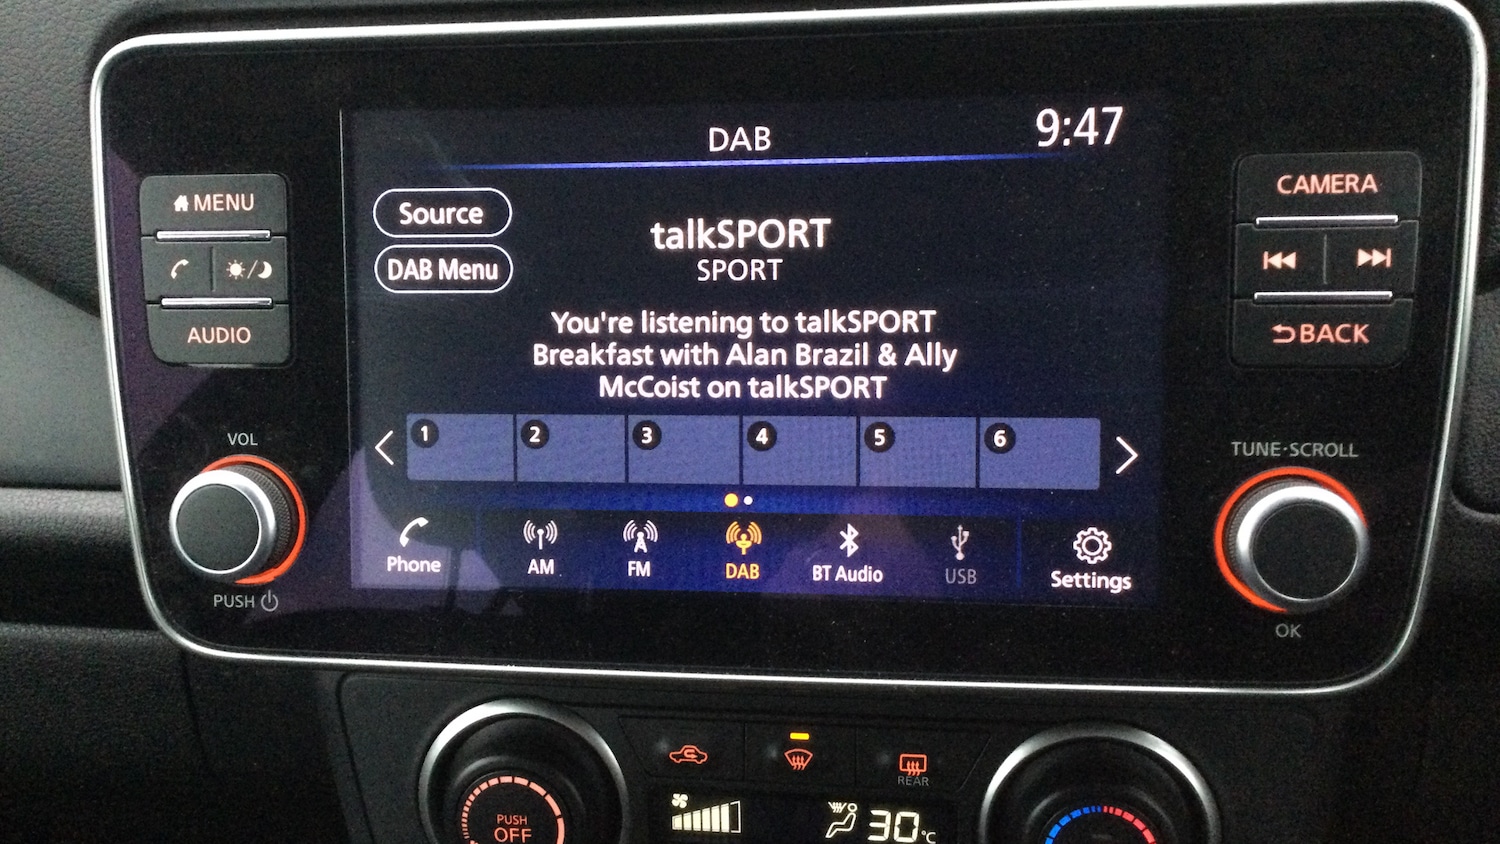 DAB
9:47
MENU
AUDIO
VOL
PUSH
Source
DAB Menu
talkSPORT
SPORT
You're listening to talkSPORT
Breakfast with Alan Brazil & Ally
McCoist on talkSPORT
1 2 3 4 5 6
Phone
AM
FM
DAB
BT Audio
USB
Settings
CAMERA
BACK
TUNE·SCROLL
OK
REAR
PUSH
OFF
30°C